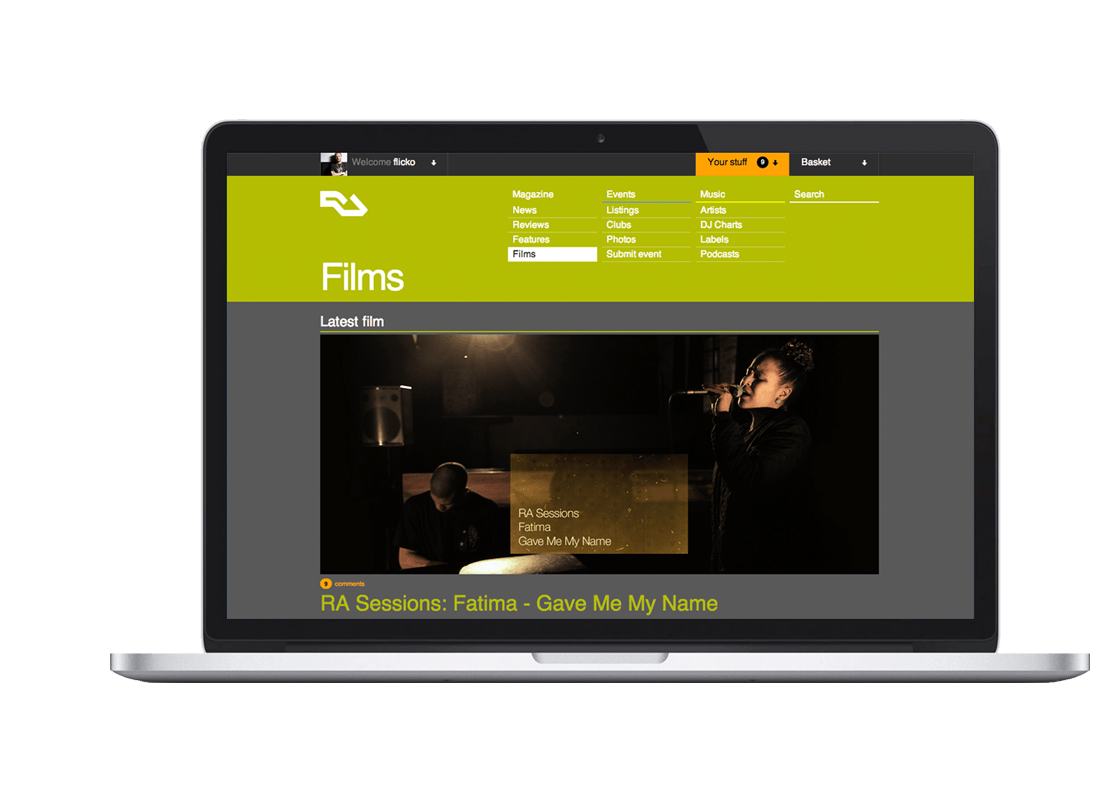 Welcome flicko
Your stuff 9
Basket
Magazine
News
Reviews
Features
Films
Events
Listings
Clubs
Photos
Submit event
Music
Artists
DJ Charts
Labels
Podcasts
Search
Films
Latest film
RA Sessions
Fatima
Gave Me My Name
9 comments
RA Sessions: Fatima - Gave Me My Name